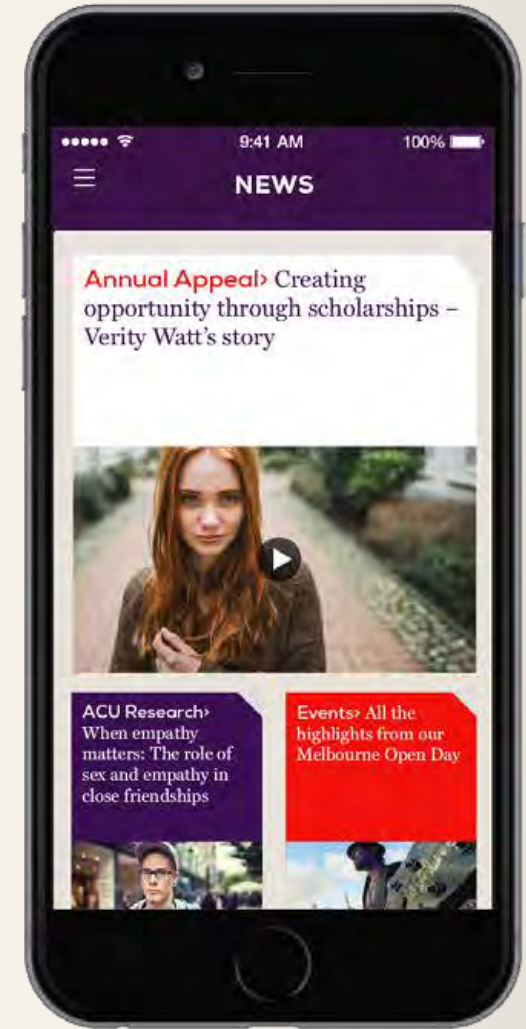 9:41 AM 100%
NEWS
Annual Appeal> Creating
opportunity through scholarships –
Verity Watt’s story
ACU Research>
When empathy
matters: The role of
sex and empathy in
close friendships
Events> All the
highlights from our
Melbourne Open Day